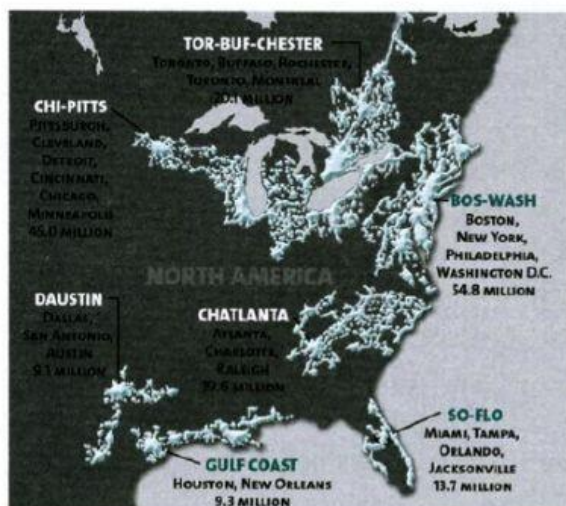 TOR-BUF-CHESTER
TORONTO, BUFFALO, ROCHESTER,
TORONTO, MONTREAL
20.1 MILLION
CHI-PITTS
PITTSBURGH,
CLEVELAND,
DETROIT,
CINCINNATI,
CHICAGO,
MINNEAPOLIS
45.0 MILLION
BOS-WASH
BOSTON,
NEW YORK,
PHILADELPHIA,
WASHINGTON D.C.
54.8 MILLION
NORTH AMERICA
DAUSTIN
DALLAS,
SAN ANTONIO,
AUSTIN
9.1 MILLION
CHATLANTA
ATLANTA,
CHARLOTTE,
RALEIGH
MILLION
SO-FLO
MIAMI, TAMPA,
ORLANDO,
JACKSONVILLE
13.7 MILLION
GULF COAST
HOUSTON, NEW ORLEANS
9.3 MILLION